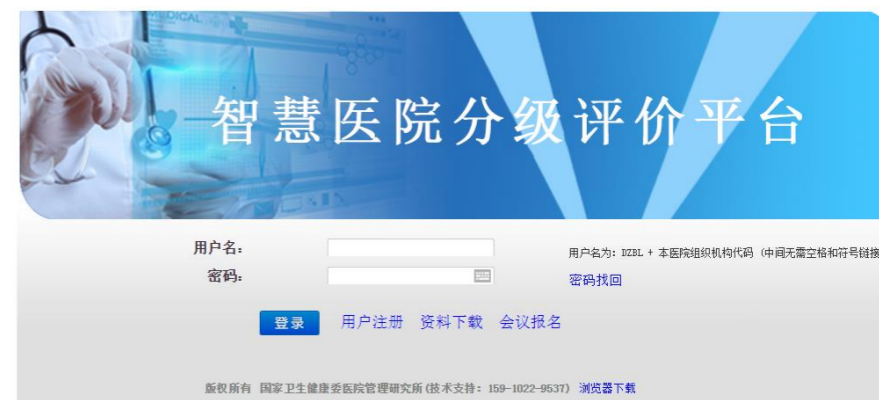 MEDICAL
智慧医院分级评价平台
用户名:
用户名为: DZBL + 本医院组织机构代码 (中间无需空格和符号链接
密码:
密码找回
登录 用户注册 资料下载 会议报名
版权所有 国家卫生健康委医院管理研究所(技术支持: 159-1022-9537) 浏览器下载